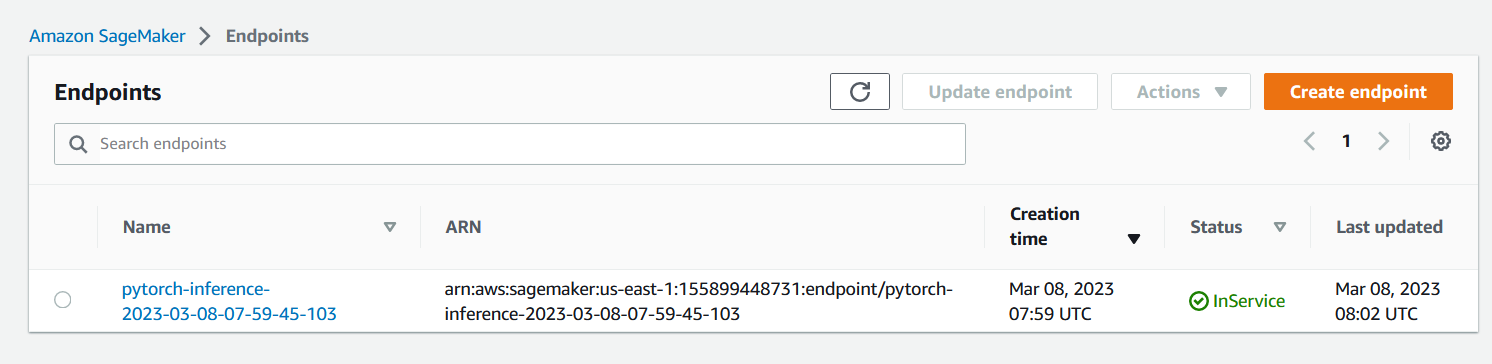 Amazon SageMaker > Endpoints
Endpoints
Update endpoint
Actions
Create endpoint
Search endpoints
1
Name
ARN
Creation
time
Status
Last updated
pytorch-inference-
2023-03-08-07-59-45-103
arn:aws:sagemaker:us-east-1:155899448731:endpoint/pytorch-
inference-2023-03-08-07-59-45-103
Mar 08, 2023
07:59 UTC
InService
Mar 08, 2023
08:02 UTC